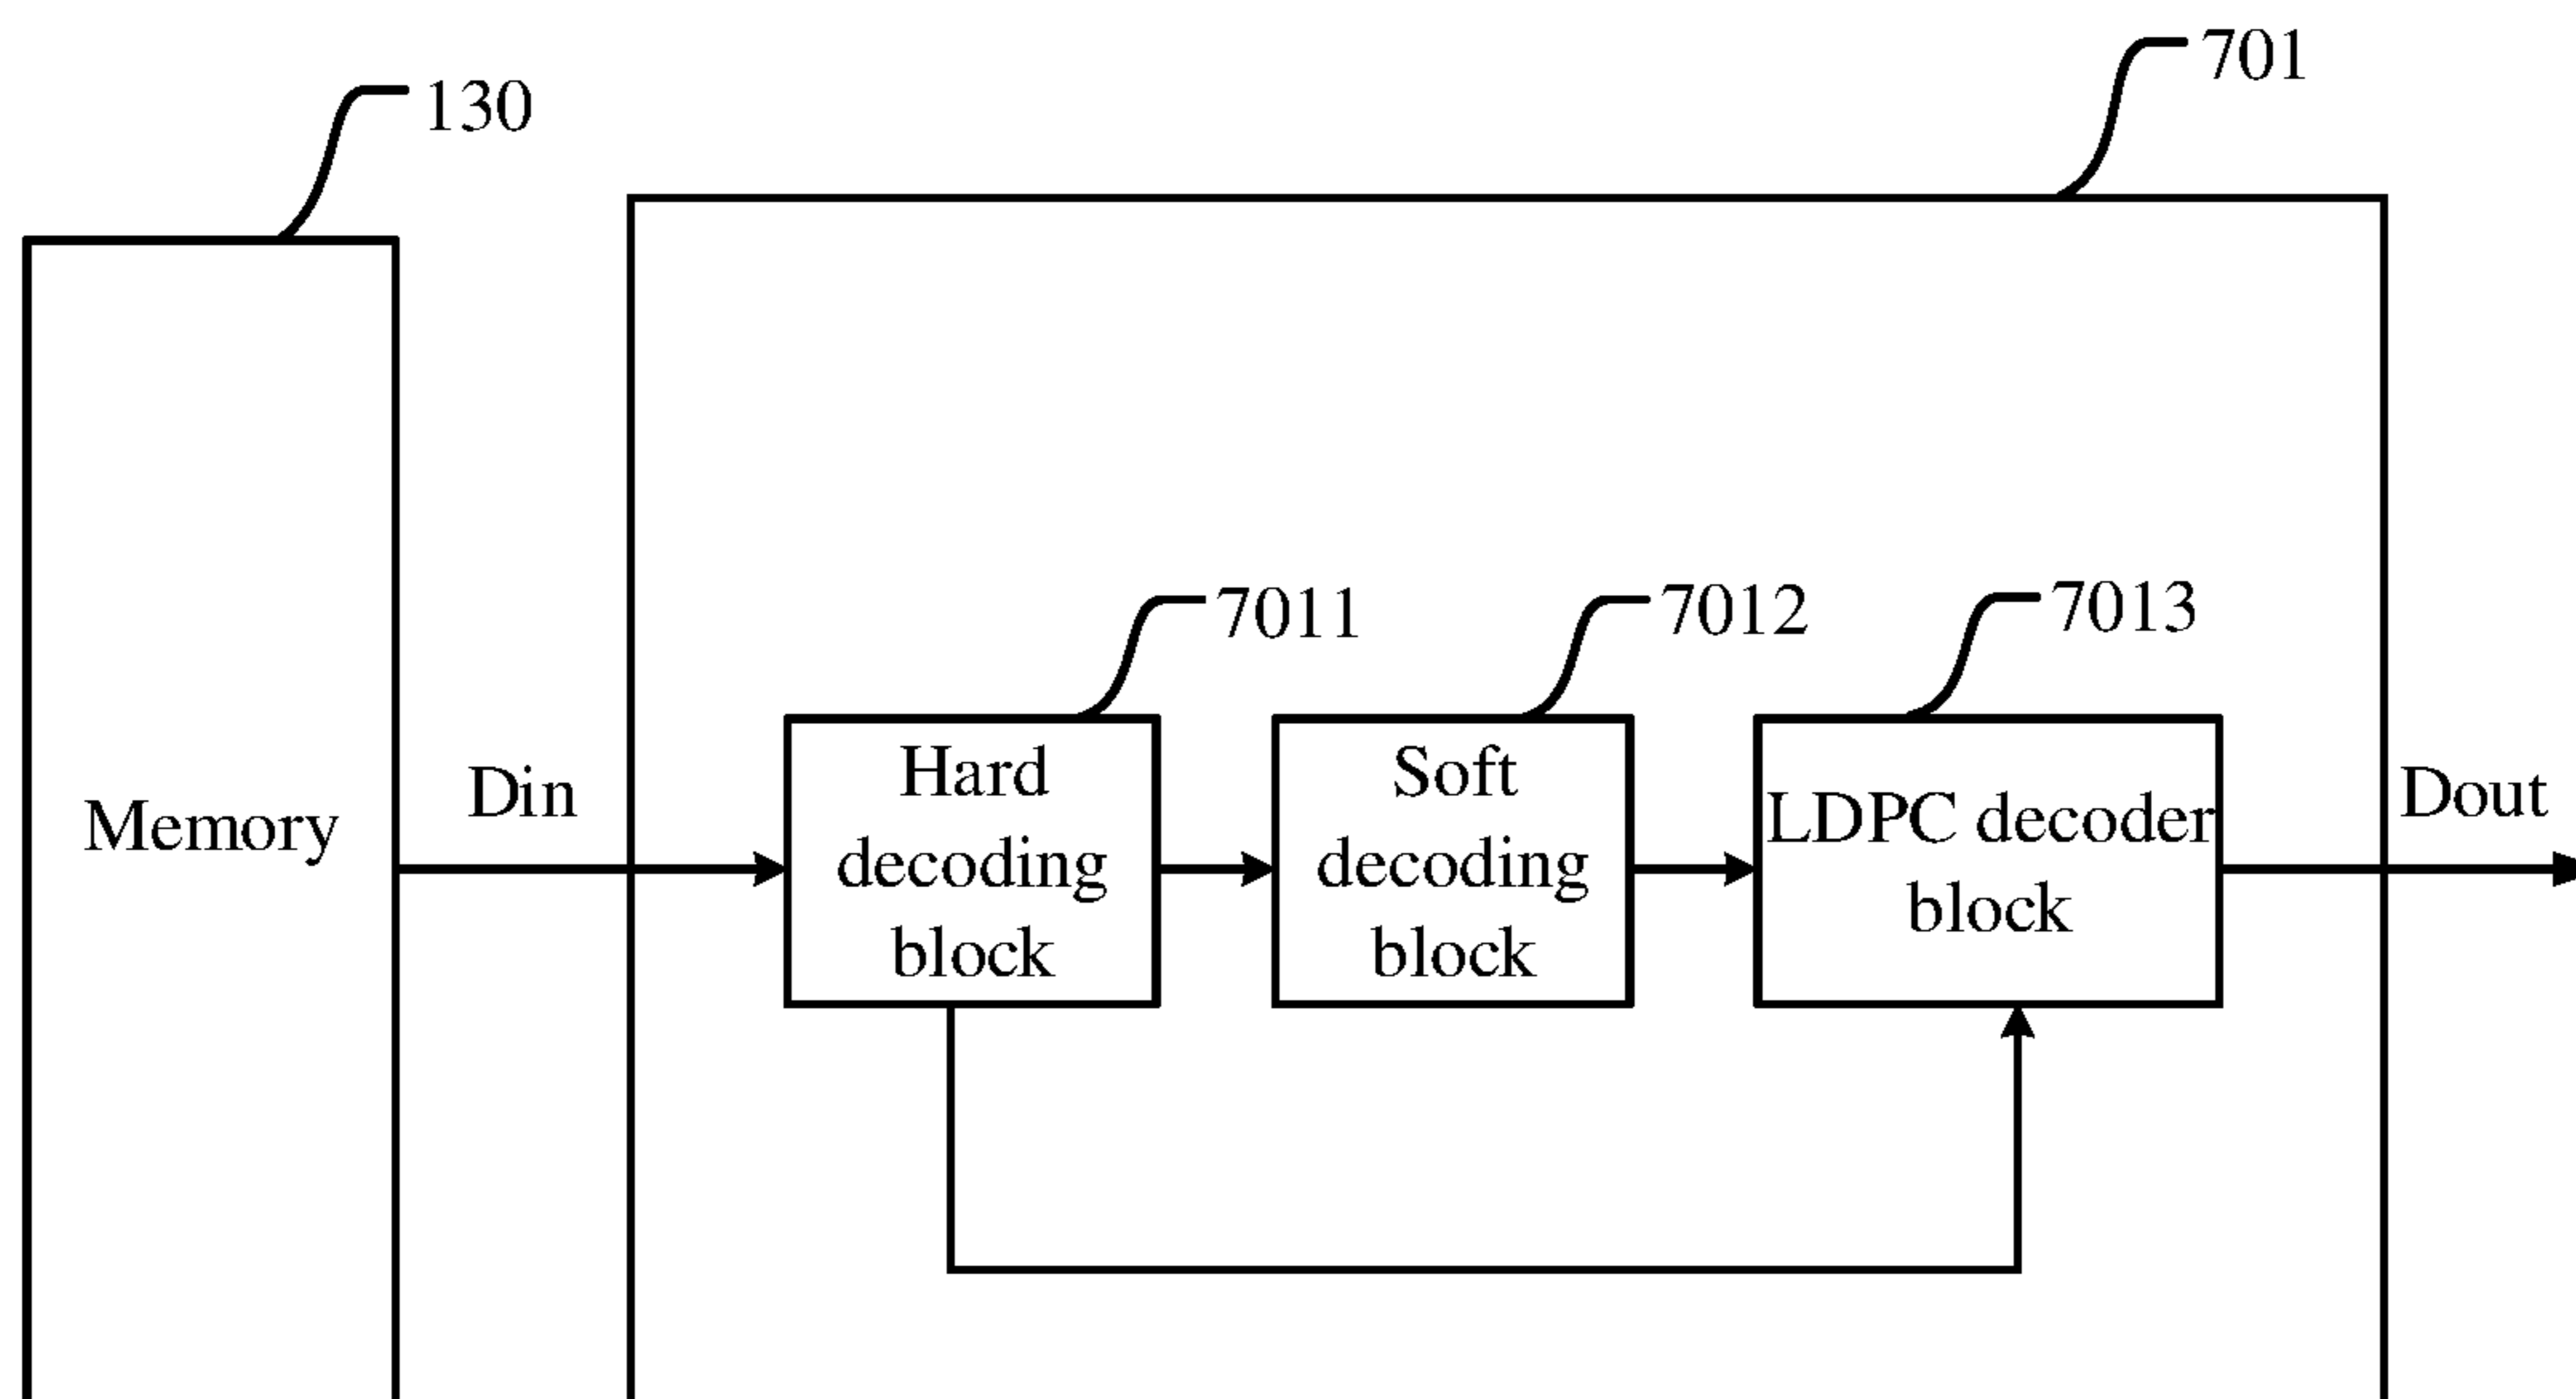 701
130
7011
7012
7013
Memory
Din
Hard
decoding
block
Soft
decoding
block
LDPC decoder
block
Dout